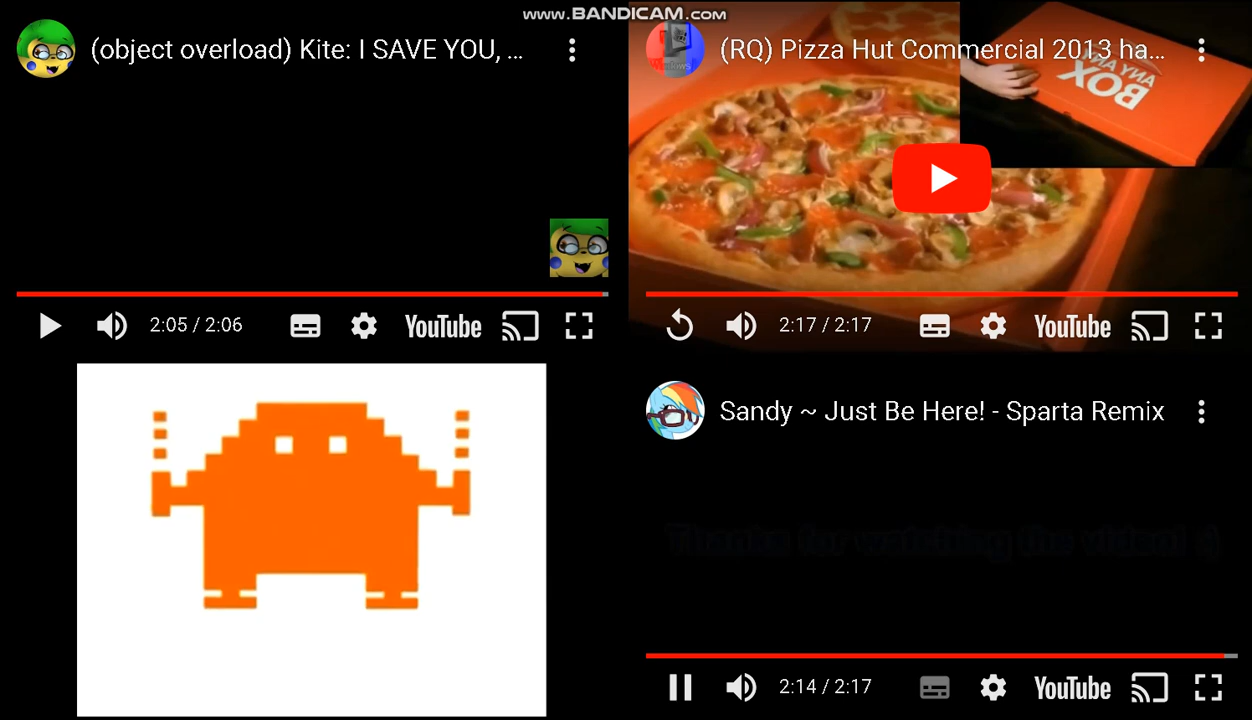 www.BANDICAM.com
(object overload) Kite: I SAVE YOU, ...
(RQ) Pizza Hut Commercial 2013 ha...
ANY
BOX
2:05 / 2:06
YouTube
2:17 / 2:17
YouTube
Sandy ~ Just Be Here! - Sparta Remix
Thanks for watching the video! :)
2:14 / 2:17
YouTube